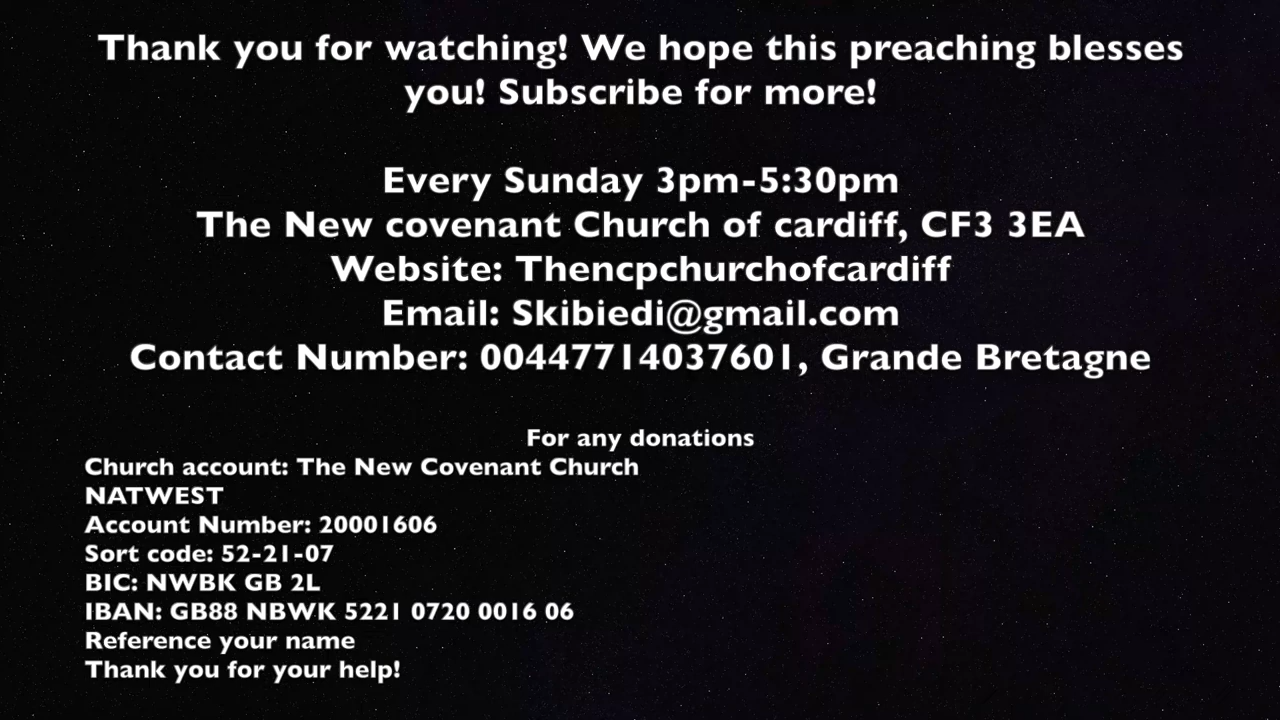 Thank you for watching! We hope this preaching blesses
you! Subscribe for more!
Every Sunday 3pm-5:30pm
The New covenant Church of cardiff, CF3 3EA
Website: Thencpchurchofcardiff
Email: Skibiedi@gmail.com
Contact Number: 00447714037601, Grande Bretagne
For any donations
Church account: The New Covenant Church
NATWEST
Account Number: 20001606
Sort code: 52-21-07
BIC: NWBK GB 2L
IBAN: GB88 NBWK 5221 0720 0016 06
Reference your name
Thank you for your help!